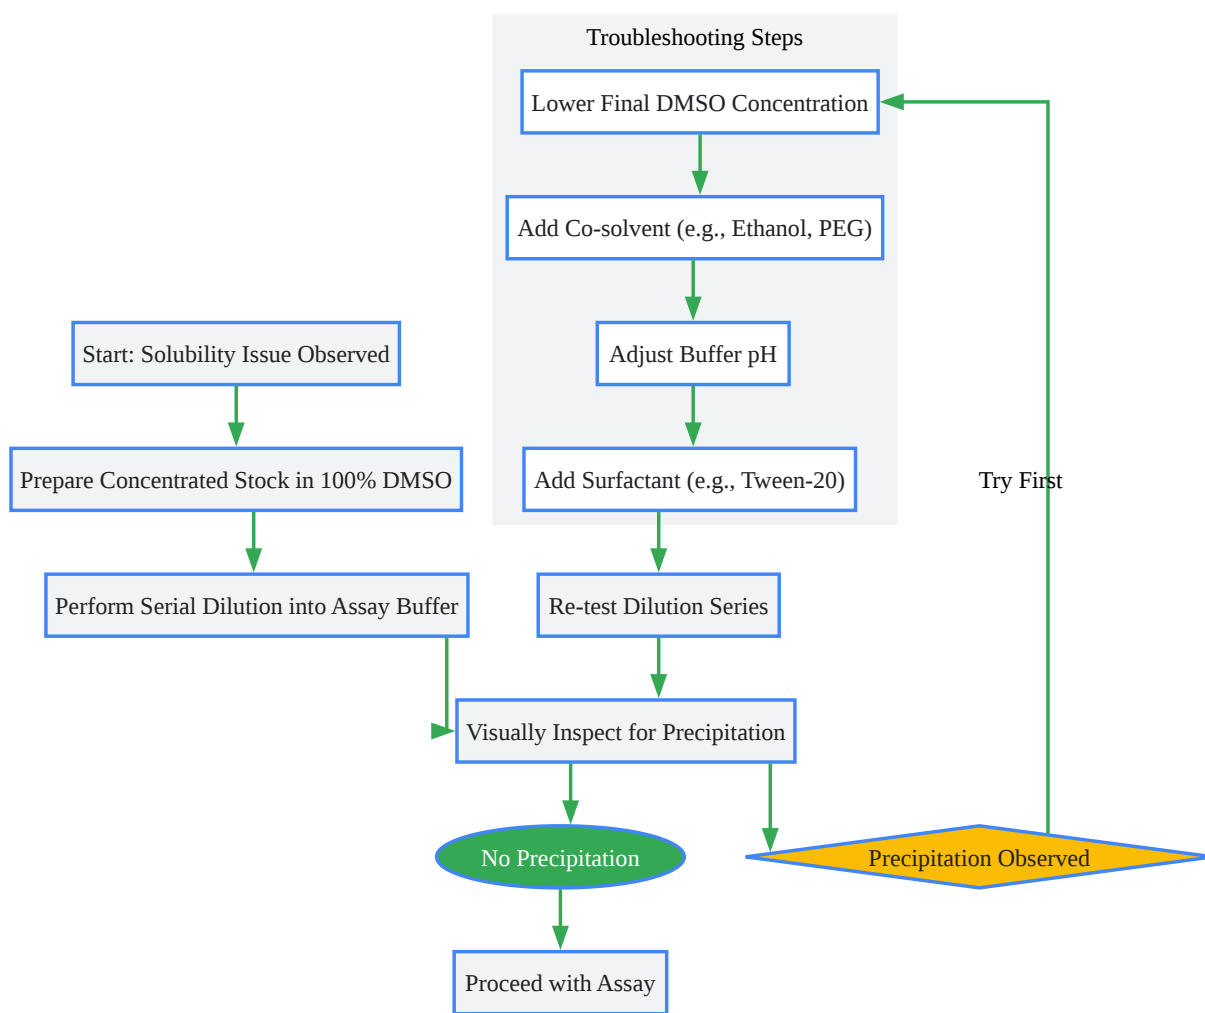 Troubleshooting Steps
Lower Final DMSO Concentration
Add Co-solvent (e.g., Ethanol, PEG)
Start: Solubility Issue Observed
Adjust Buffer pH
Prepare Concentrated Stock in 100% DMSO
Add Surfactant (e.g., Tween-20)
Try First
Perform Serial Dilution into Assay Buffer
Re-test Dilution Series
Visually Inspect for Precipitation
No Precipitation
Precipitation Observed
Proceed with Assay